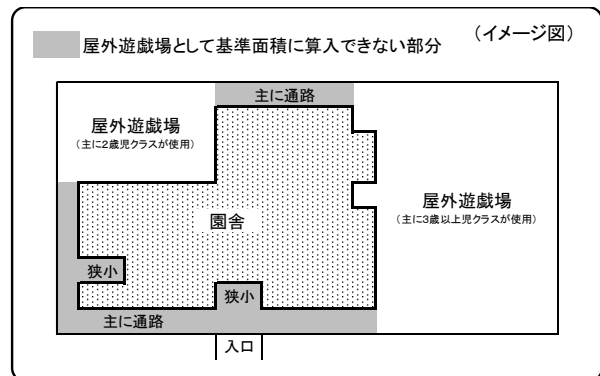 （イメージ図）
屋外遊戯場として基準面積に算入できない部分
主に通路
屋外遊戯場
（主に2歳児クラスが使用）
屋外遊戯場
（主に3歳以上児クラスが使用）
園舎
狭小
狭小
主に通路
入口